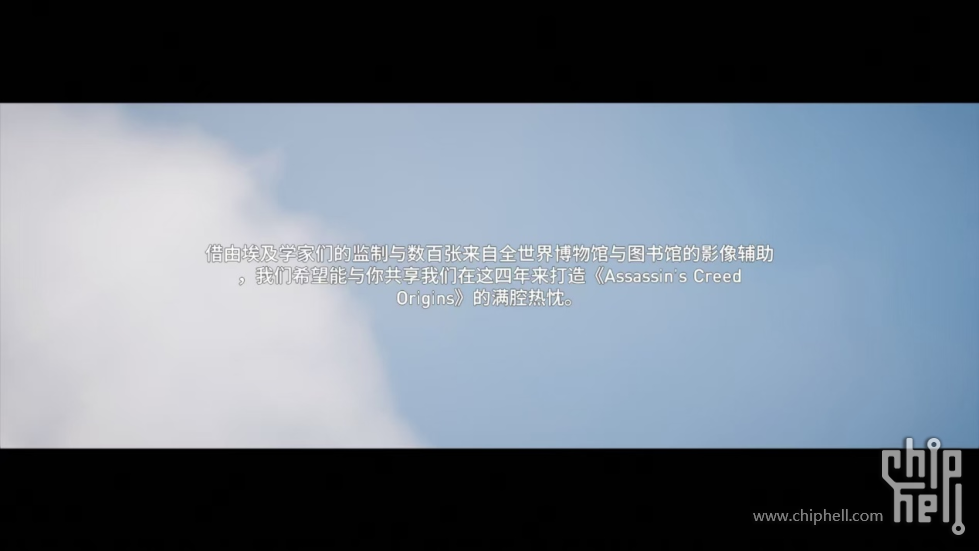 借由埃及学家们的监制与数百张来自全世界博物馆与图书馆的影像辅助
，我们希望能与你共享我们在这四年来打造《Assassin's Creed
Origins》的满腔热忱。
chip
hell
www.chiphell.com